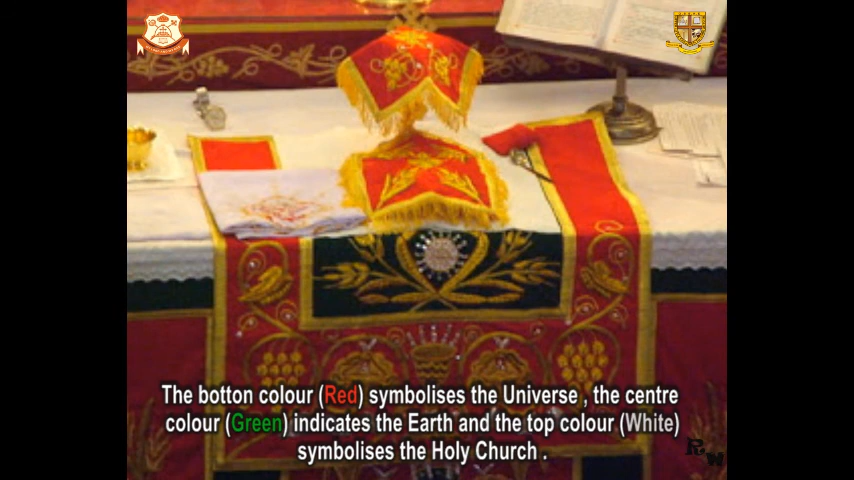 The botton colour (Red) symbolises the Universe , the centre
colour (Green) indicates the Earth and the top colour (White)
symbolises the Holy Church .